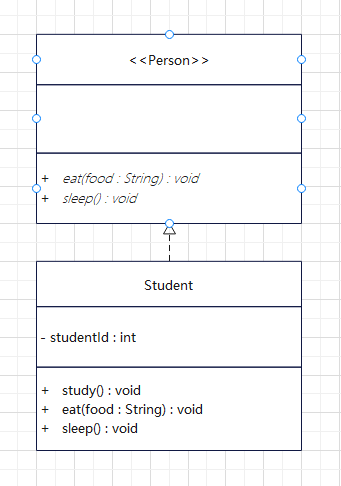 <<Person>>
+ eat(food : String) : void
+ sleep() : void
Student
- studentId : int
+ study() : void
+ eat(food : String) : void
+ sleep() : void